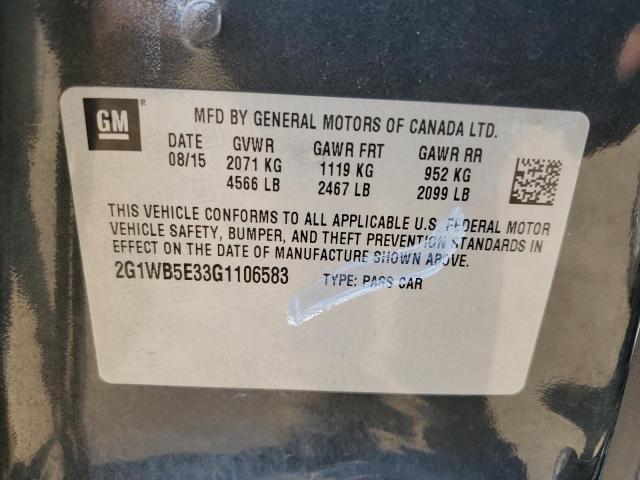 GM®
MFD BY GENERAL MOTORS OF CANADA LTD.
DATE GVWR GAWR FRT GAWR RR
08/15 2071 KG 1119 KG 952 KG
4566 LB 2467 LB 2099 LB
THIS VEHICLE CONFORMS TO ALL APPLICABLE U.S. FEDERAL MOTOR
VEHICLE SAFETY, BUMPER, AND THEFT PREVENTION STANDARDS IN
EFFECT ON THE DATE OF MANUFACTURE SHOWN ABOVE.
2G1WB5E33G1106583 TYPE: PASS CAR